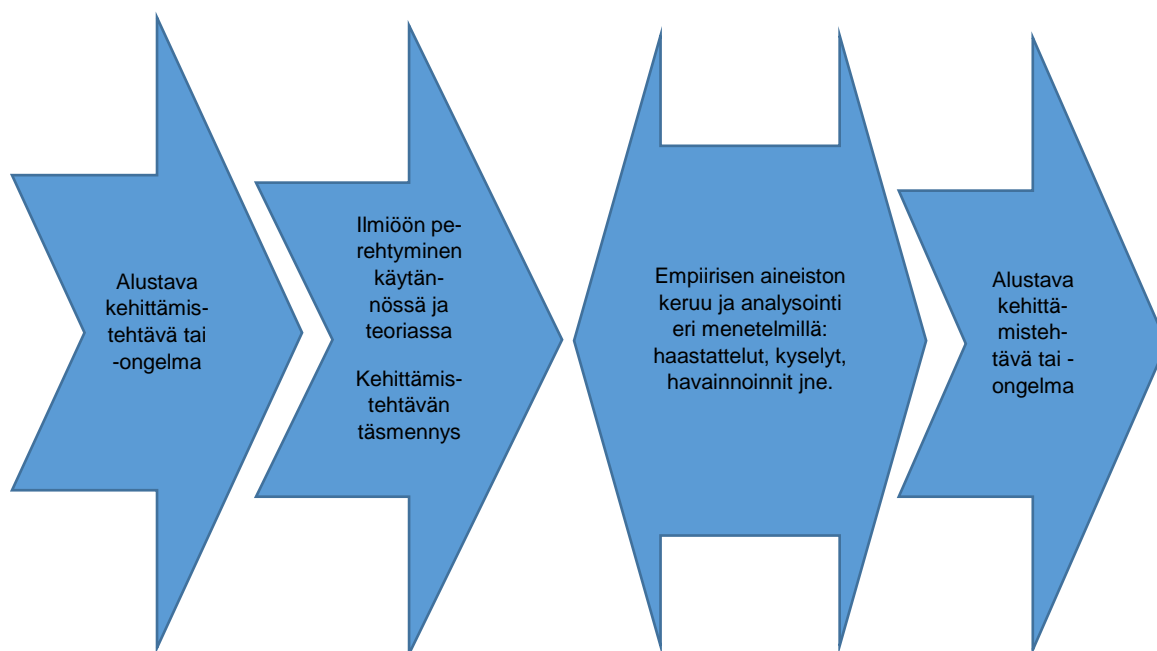 Alustava
kehittämis-
tehtävä tai
-ongelma
Ilmiöön pe-
rehtyminen
käytän-
nössä ja
teoriassa
Kehittämis-
tehtävän
täsmennys
Empiirisen aineiston
keruu ja analysointi
eri menetelmillä:
haastattelut, kyselyt,
havainnoinnit jne.
Alustava
kehittä-
misteh-
tävä tai -
ongelma